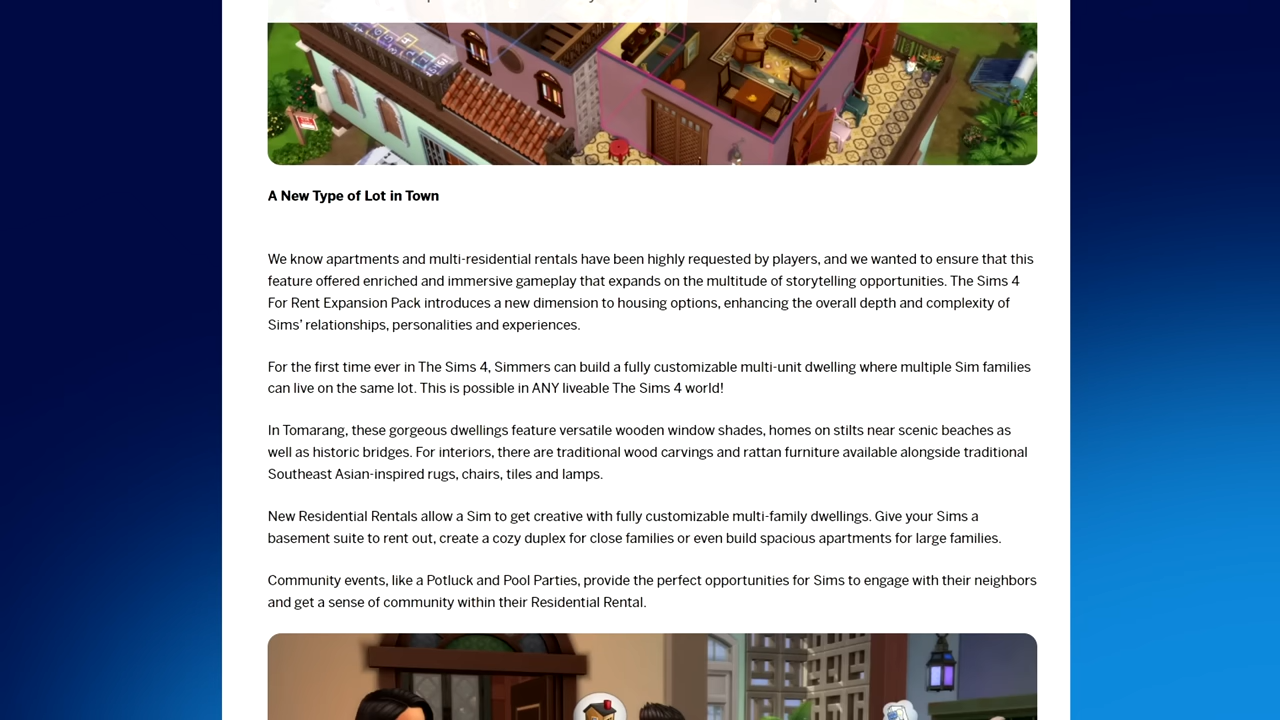 A New Type of Lot in Town
We know apartments and multi-residential rentals have been highly requested by players, and we wanted to ensure that this
feature offered enriched and immersive gameplay that expands on the multitude of storytelling opportunities. The Sims 4
For Rent Expansion Pack introduces a new dimension to housing options, enhancing the overall depth and complexity of
Sims’ relationships, personalities and experiences.
For the first time ever in The Sims 4, Simmers can build a fully customizable multi-unit dwelling where multiple Sim families
can live on the same lot. This is possible in ANY liveable The Sims 4 world!
In Tomarang, these gorgeous dwellings feature versatile wooden window shades, homes on stilts near scenic beaches as
well as historic bridges. For interiors, there are traditional wood carvings and rattan furniture available alongside traditional
Southeast Asian-inspired rugs, chairs, tiles and lamps.
New Residential Rentals allow a Sim to get creative with fully customizable multi-family dwellings. Give your Sims a
basement suite to rent out, create a cozy duplex for close families or even build spacious apartments for large families.
Community events, like a Potluck and Pool Parties, provide the perfect opportunities for Sims to engage with their neighbors
and get a sense of community within their Residential Rental.